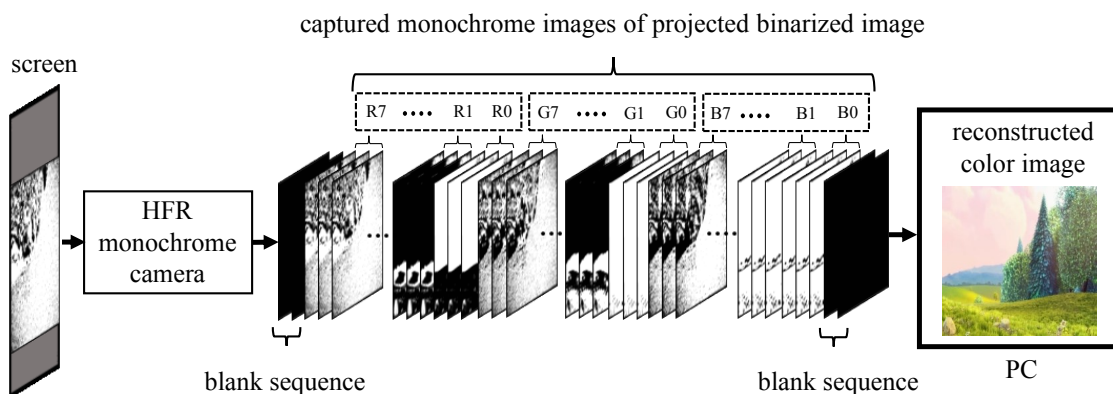 captured monochrome images of projected binarized image
screen
R7 •••• R1 R0 G7 •••• G1 G0 B7 •••• B1 B0
HFR
monochrome
camera
reconstructed
color image
blank sequence
blank sequence
PC